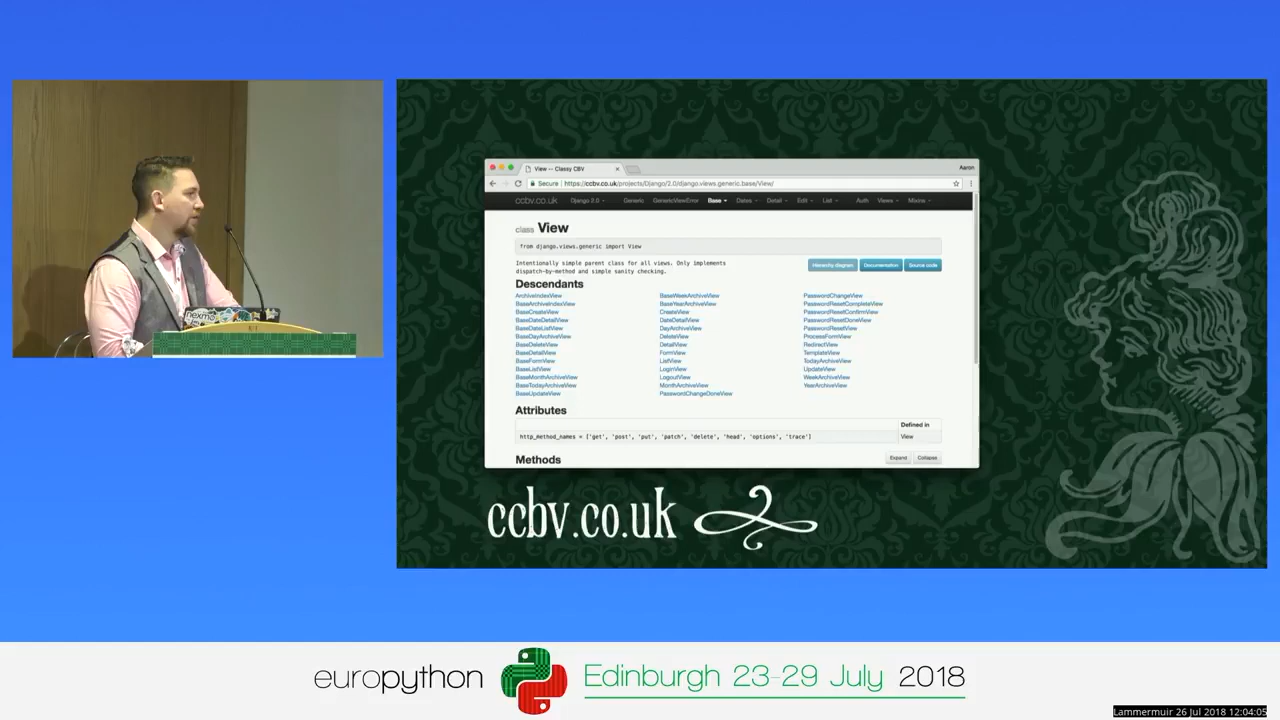 nexmo
View — Classy CBV
Aaron
Secure https://ccbv.co.uk/projects/Django/2.0/django.views.generic.base/View/
ccbv.co.uk Django 2.0 Generic GenericViewError Base Dates Detail Edit List Auth Views Mixins
class View
from django.views.generic import View
Intentionally simple parent class for all views. Only implements
dispatch-by-method and simple sanity checking.
Hierarchy diagram Documentation Source code
Descendants
ArchiveIndexView BaseWeekArchiveView PasswordChangeView
BaseArchiveIndexView BaseYearArchiveView PasswordResetCompleteView
BaseCreateView CreateView PasswordResetConfirmView
BaseDateDetailView DateDetailView PasswordResetDoneView
BaseDateListView DayArchiveView PasswordResetView
BaseDayArchiveView DeleteView ProcessFormView
BaseDeleteView DetailView RedirectView
BaseDetailView FormView TemplateView
BaseFormView ListView TodayArchiveView
BaseListView LoginView UpdateView
BaseMonthArchiveView LogoutView WeekArchiveView
BaseTodayArchiveView MonthArchiveView YearArchiveView
BaseUpdateView PasswordChangeDoneView
Attributes
Defined in
http_method_names = ['get', 'post', 'put', 'patch', 'delete', 'head', 'options', 'trace'] View
Methods
Expand Collapse
ccbv.co.uk
europython Edinburgh 23-29 July 2018
Lammermuir 26 Jul 2018 12:04:05